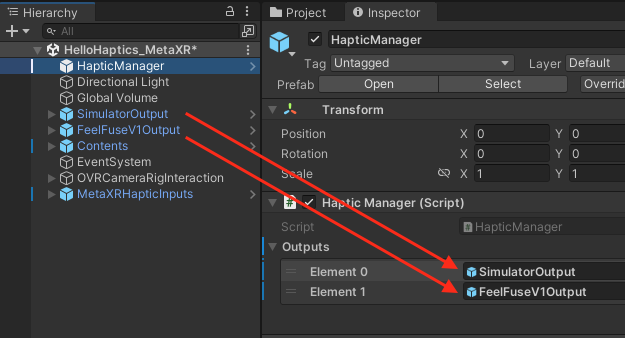 Hierarchy
All
HelloHaptics_MetaXR*
HapticManager
Directional Light
Global Volume
SimulatorOutput
FeelFuseV1Output
Contents
EventSystem
OVRCameraRigInteraction
MetaXRHapticInputs
Project
Inspector
HapticManager
Tag Untagged Layer Default
Prefab Open Select Overrid
Transform
Position X 0 Y 0
Rotation X 0 Y 0
Scale X 1 Y 1
# Haptic Manager (Script)
Script # HapticManager
Outputs
Element 0 SimulatorOutput
Element 1 FeelFuseV1Output